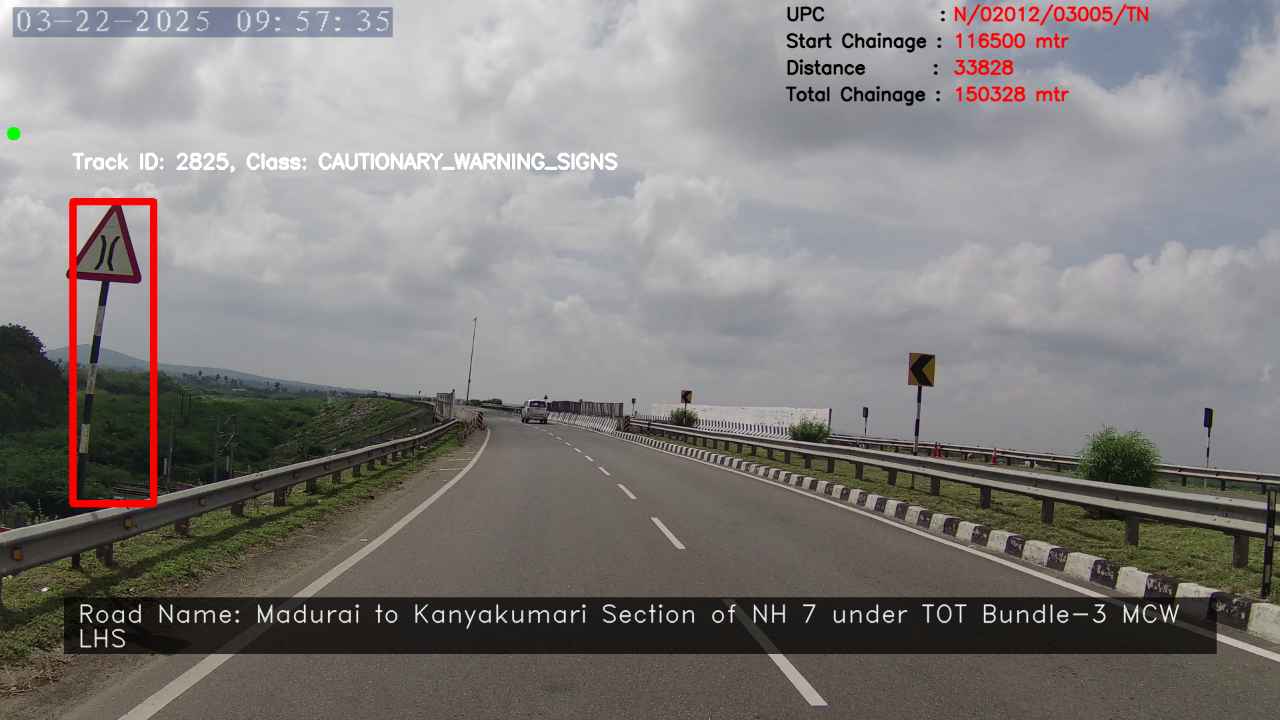 03-22-2025 09:57:35
UPC : N/02012/03005/TN
Start Chainage : 116500 mtr
Distance : 33828
Total Chainage : 150328 mtr
Track ID: 2825, Class: CAUTIONARY_WARNING_SIGNS
Road Name: Madurai to Kanyakumari Section of NH 7 under TOT Bundle-3 MCW
LHS